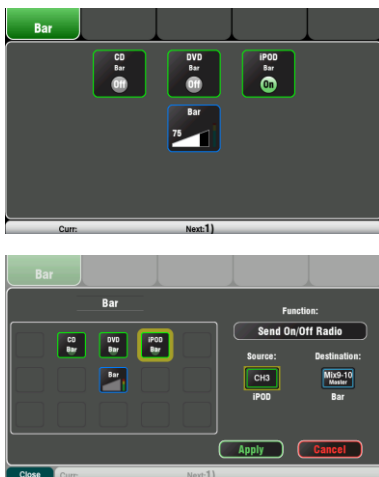 Bar
CD DVD iPOD
Bar Bar Bar
Off Off On
Bar
75
Curr: Next:1)
Bar
Bar
Function:
Send On/Off Radio
CD DVD iPOD
Bar Bar Bar
Source: Destination:
Bar
CH3 Mix9-10
Master
iPOD Bar
Apply Cancel
Close Curr: Next:1)